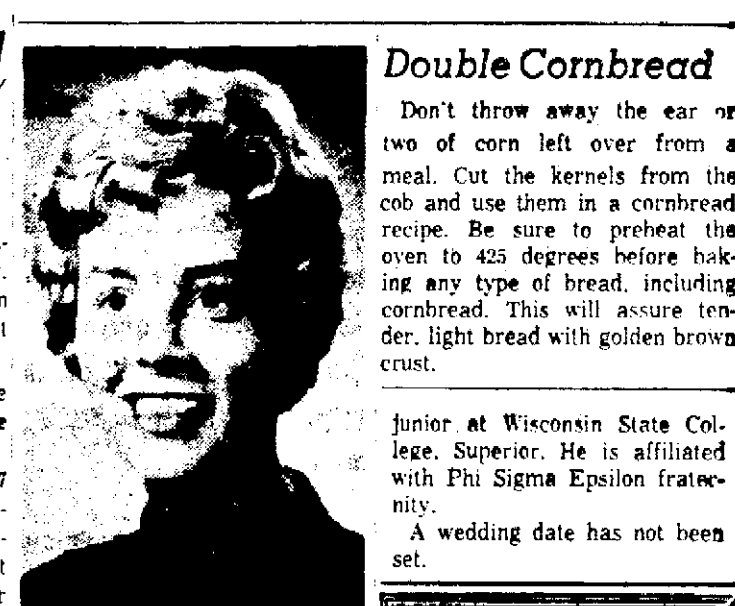 Double Cornbread
Don't throw away the ear or
two of corn left over from a
meal. Cut the kernels from the
cob and use them in a cornbread
recipe. Be sure to preheat the
oven to 425 degrees before bak-
ing any type of bread, including
cornbread. This will assure ten-
der, light bread with golden brown
crust.
junior at Wisconsin State Col-
lege, Superior. He is affiliated
with Phi Sigma Epsilon frater-
nity.
A wedding date has not been
set.